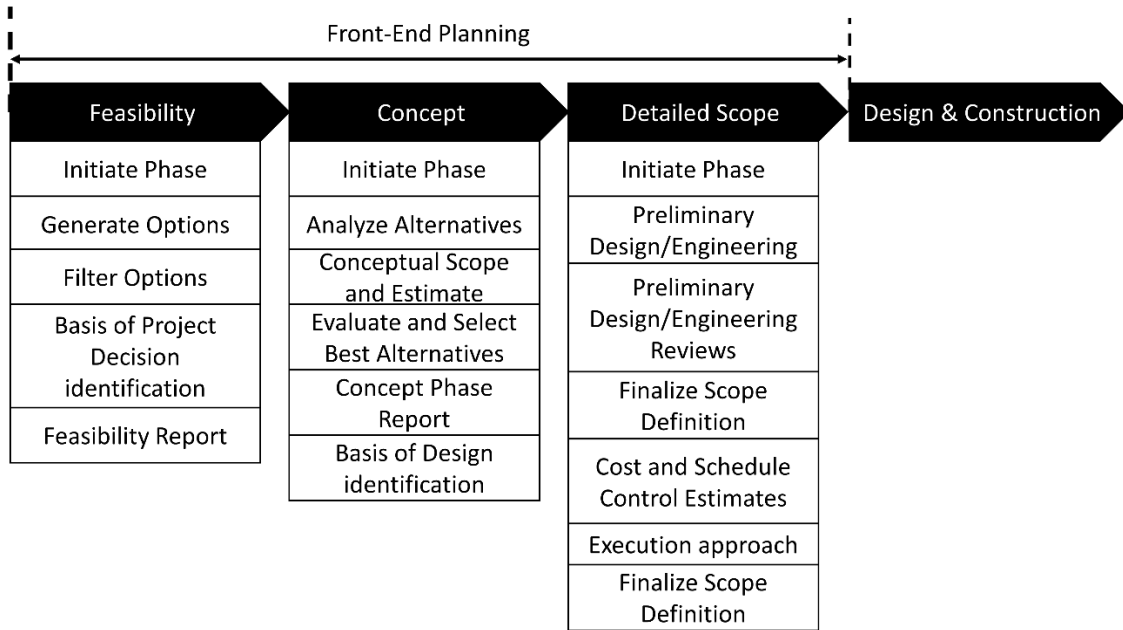 Front-End Planning
Feasibility
Concept
Detailed Scope
Design & Construction
Initiate Phase
Generate Options
Filter Options
Basis of Project
Decision
identification
Feasibility Report
Initiate Phase
Analyze Alternatives
Conceptual Scope
and Estimate
Evaluate and Select
Best Alternatives
Concept Phase
Report
Basis of Design
identification
Initiate Phase
Preliminary
Design/Engineering
Preliminary
Design/Engineering
Reviews
Finalize Scope
Definition
Cost and Schedule
Control Estimates
Execution approach
Finalize Scope
Definition